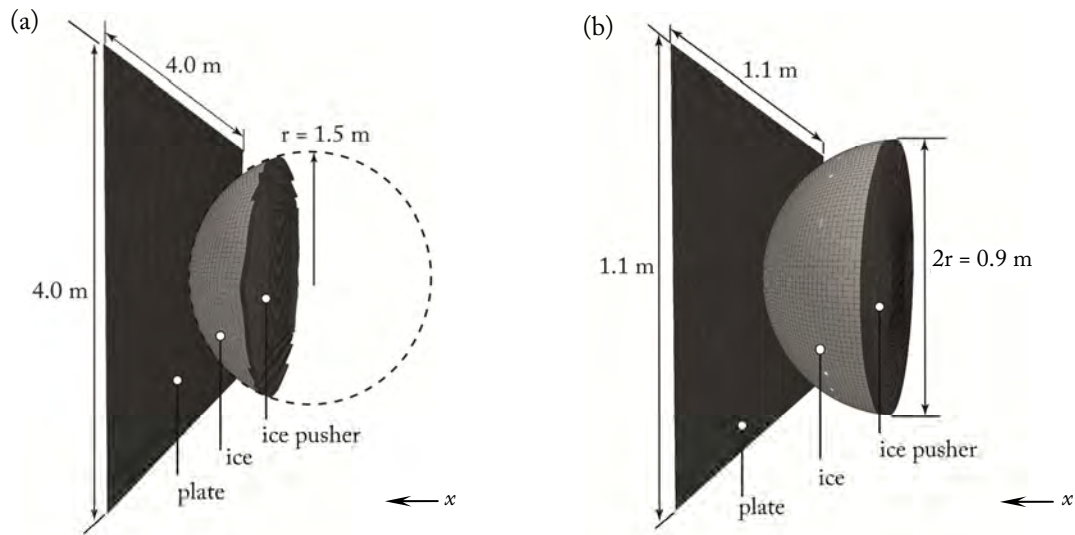 (a)
4.0 m
r = 1.5 m
4.0 m
ice pusher
ice
plate
x
(b)
1.1 m
1.1 m
2r = 0.9 m
ice pusher
ice
plate
x